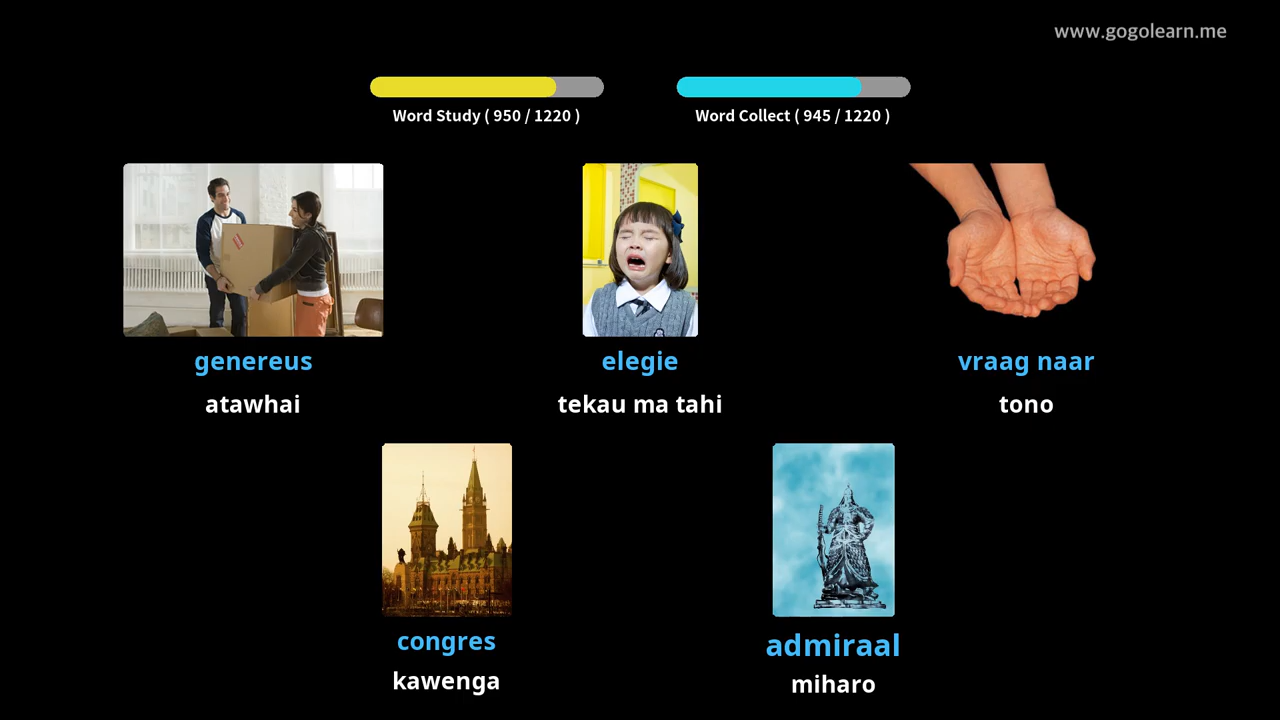 www.gogolearn.me
Word Study ( 950 / 1220 )
Word Collect ( 945 / 1220 )
genereus
elegie
vraag naar
atawhai
tekau ma tahi
tono
congres
admiraal
kawenga
miharo